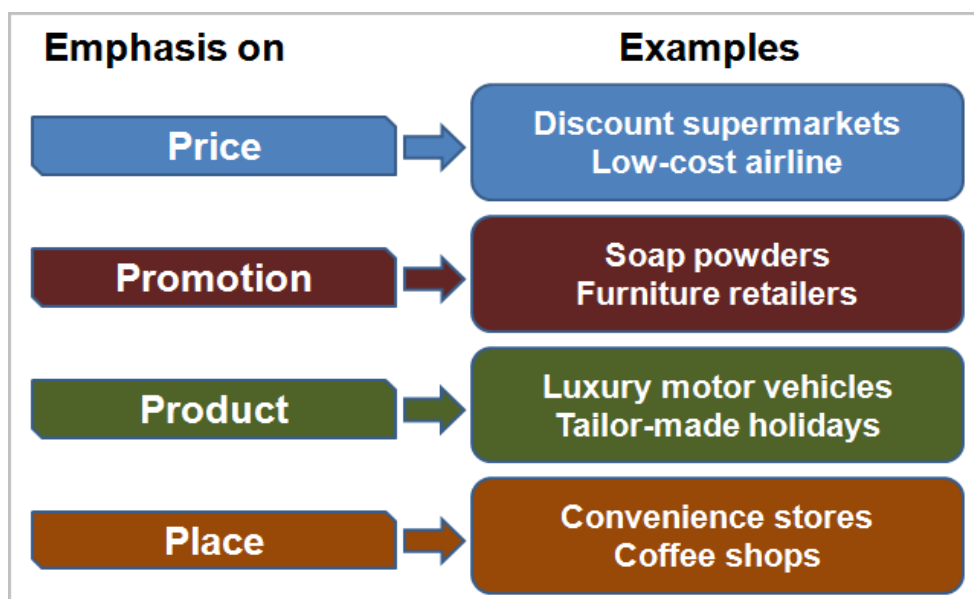 Emphasis on
Examples
Price
Discount supermarkets
Low-cost airline
Promotion
Soap powders
Furniture retailers
Product
Luxury motor vehicles
Tailor-made holidays
Place
Convenience stores
Coffee shops